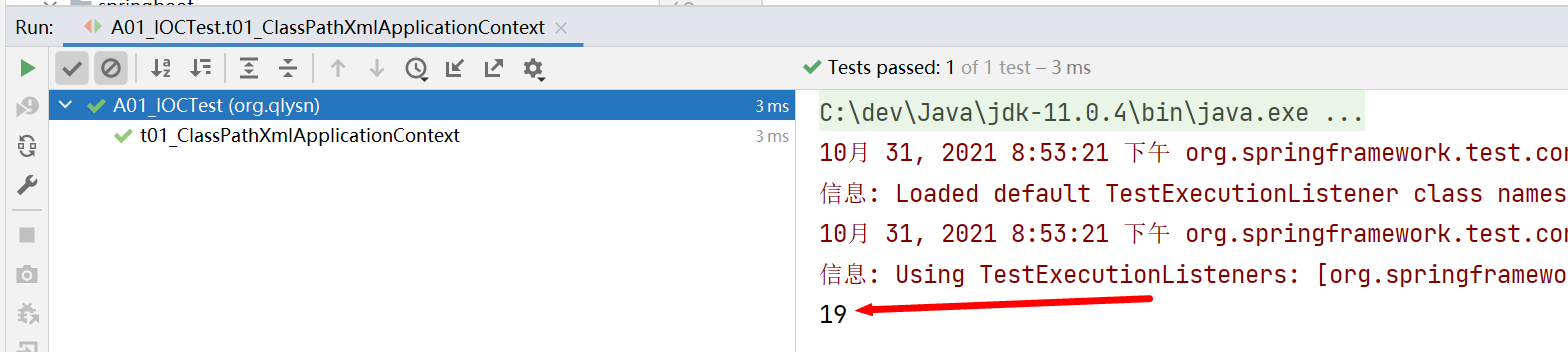 springboot
Run: A01_IOCTest.t01_ClassPathXmlApplicationContext
Tests passed: 1 of 1 test – 3 ms
A01_IOCTest (org.qlysn) 3 ms
t01_ClassPathXmlApplicationContext 3 ms
C:\dev\Java\jdk-11.0.4\bin\java.exe ...
10月 31, 2021 8:53:21 下午 org.springframework.test.con
信息: Loaded default TestExecutionListener class names
10月 31, 2021 8:53:21 下午 org.springframework.test.con
信息: Using TestExecutionListeners: [org.springframewo
19